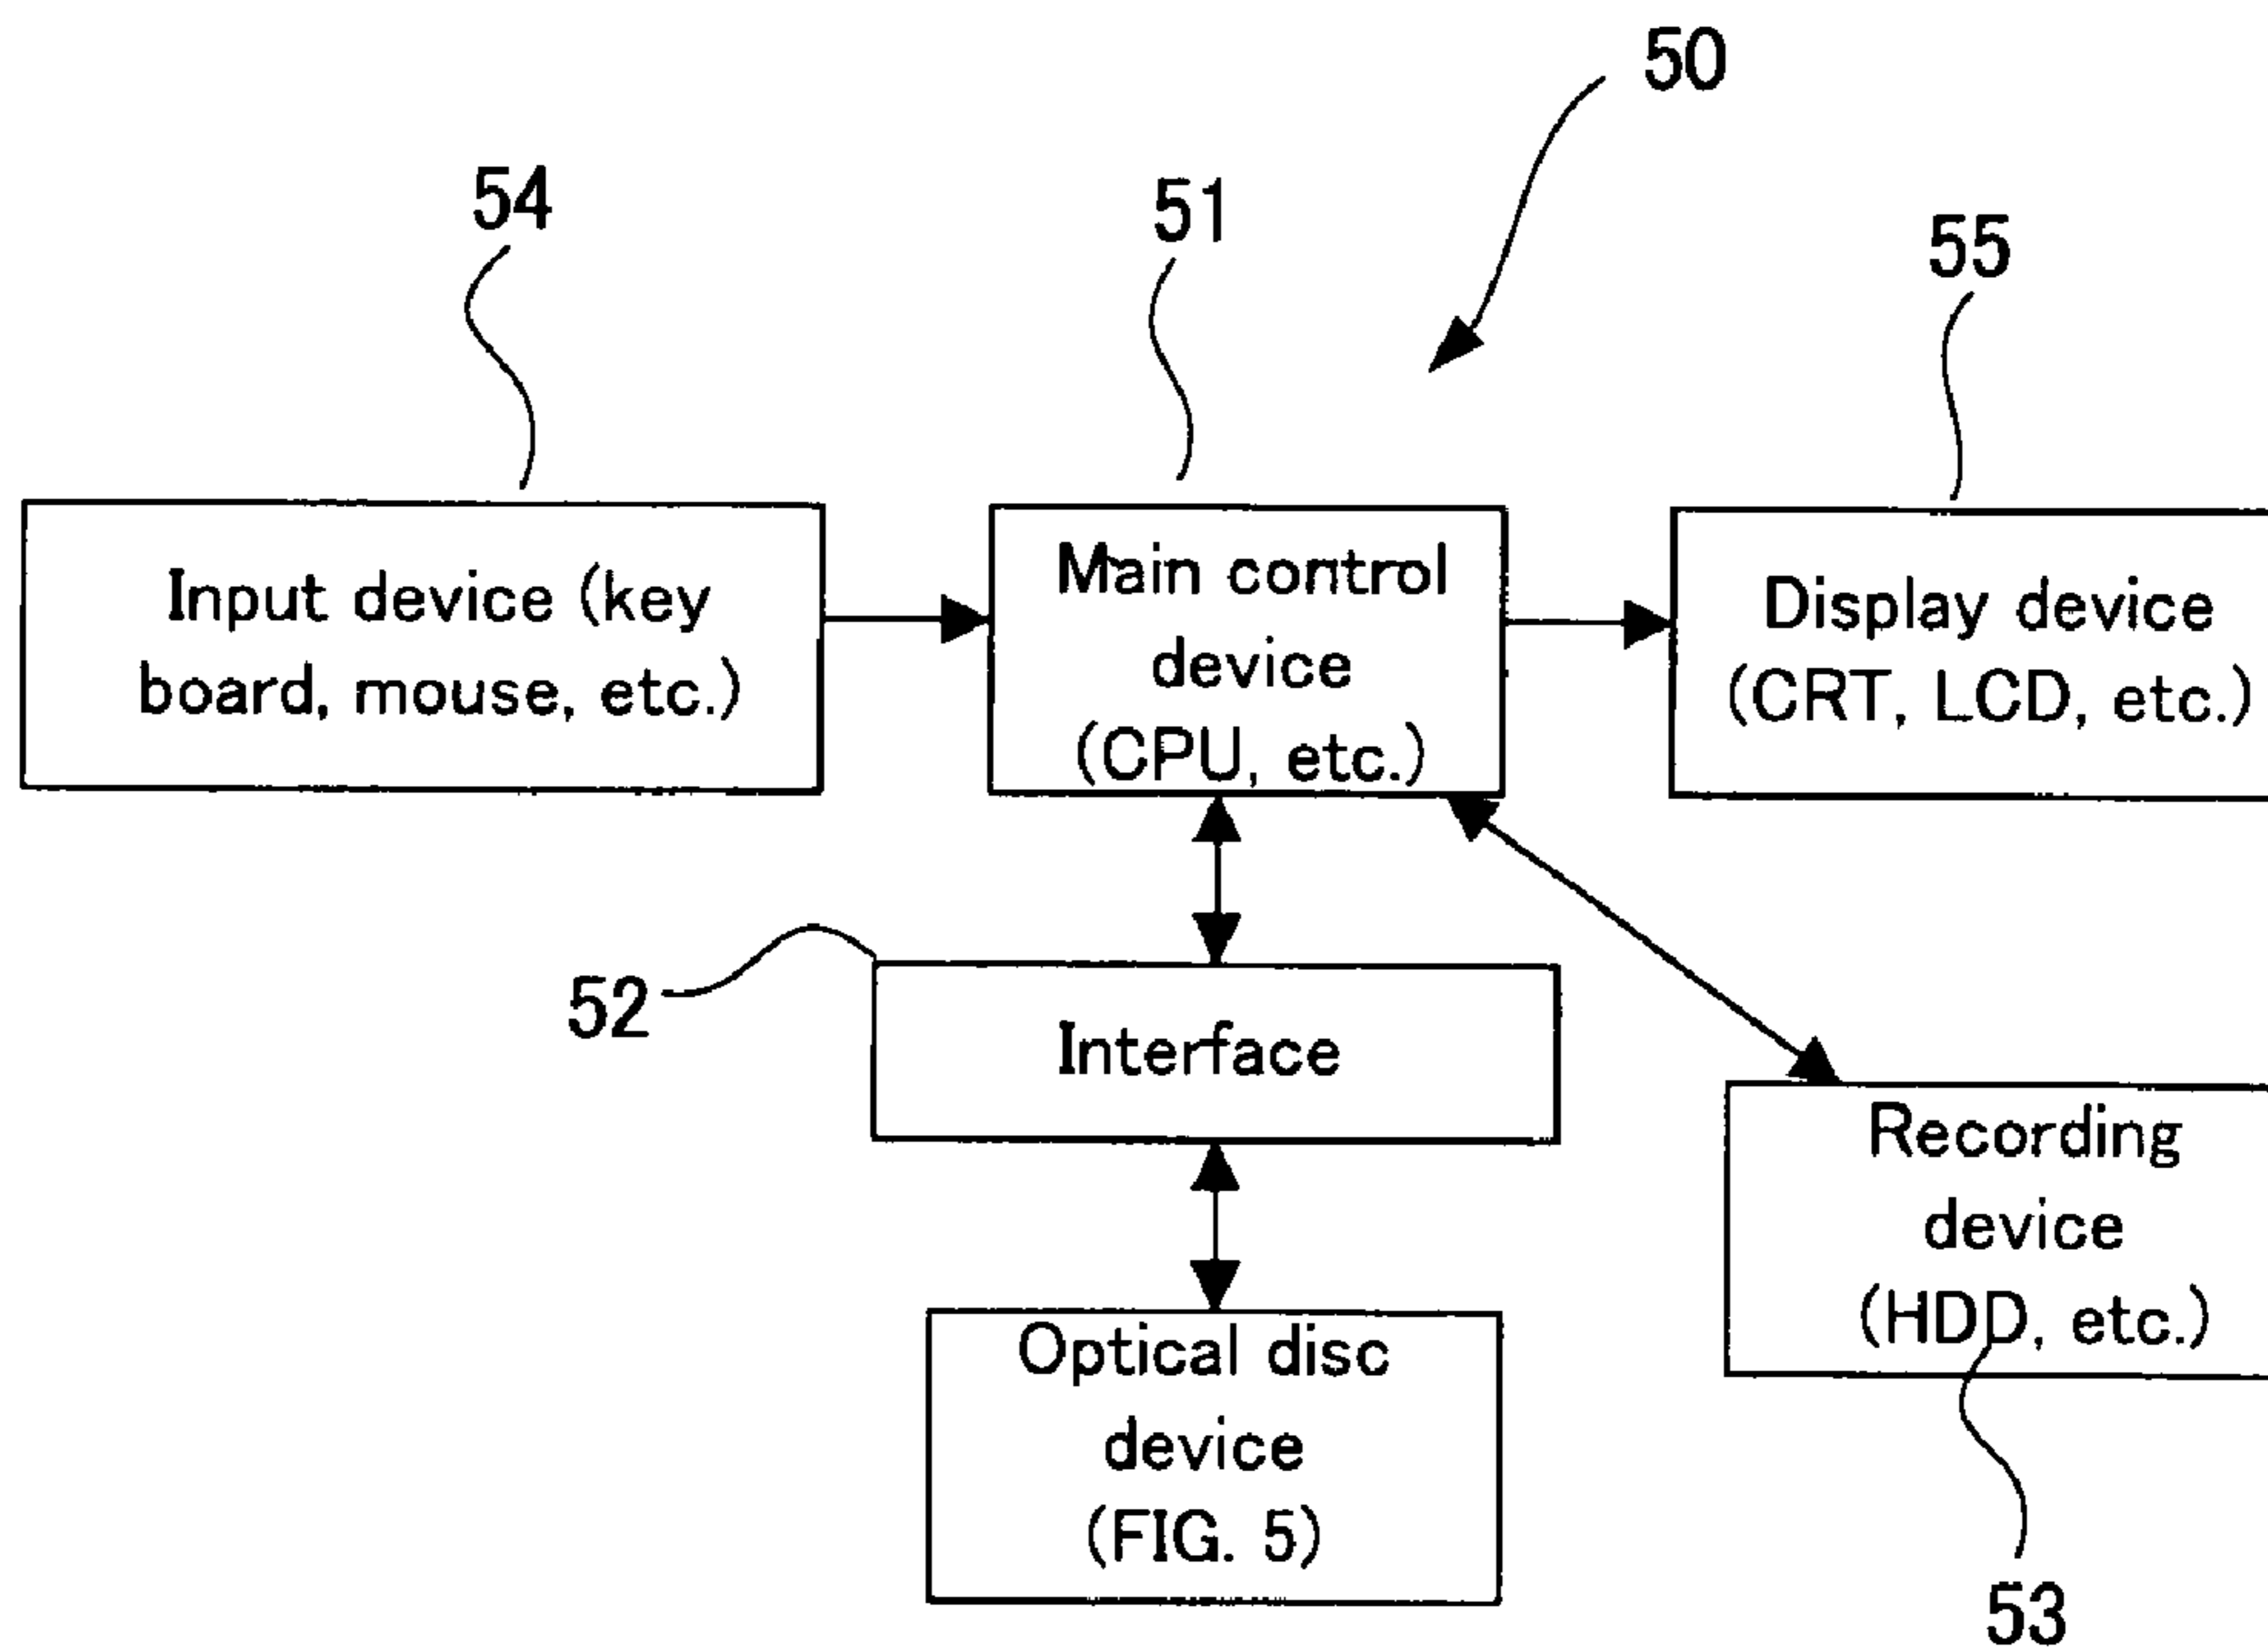 50
54
51
55
Input device (key
board, mouse, etc.)
Main control
device
(CPU, etc.)
Display device
(CRT, LCD, etc.)
52
Interface
Recording
device
(HDD, etc.)
Optical disc
device
(FIG. 5)
53